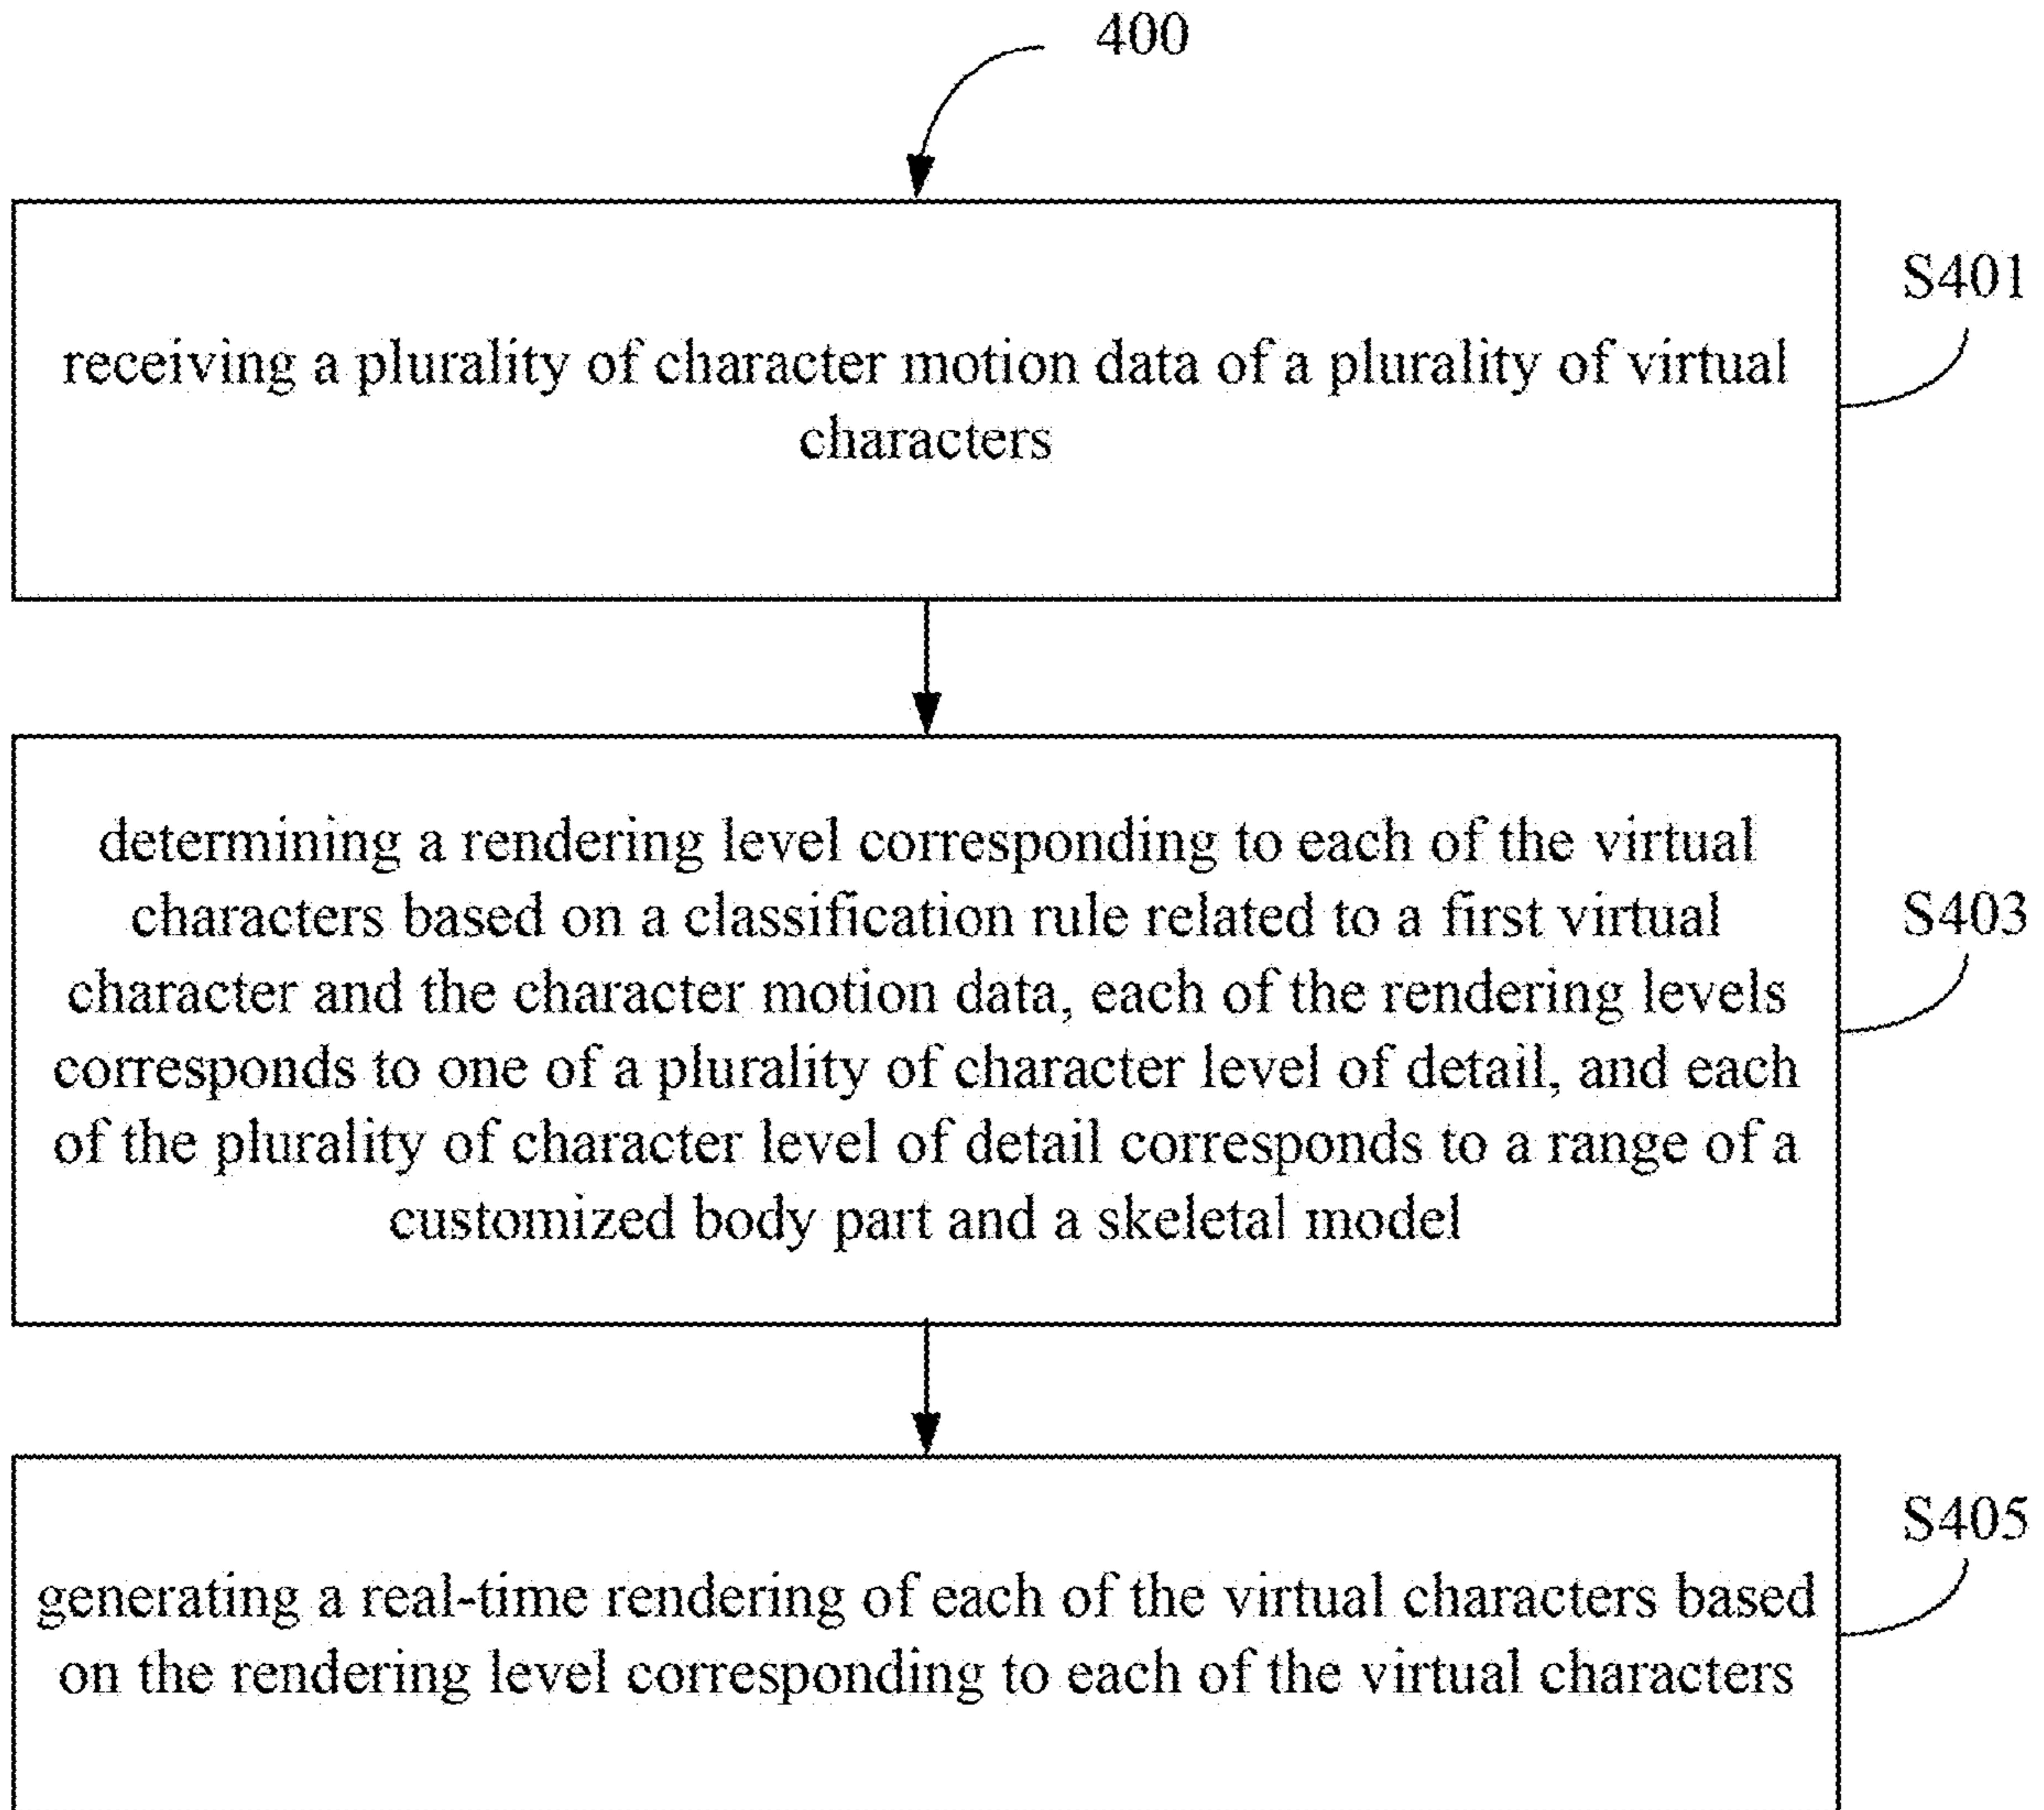 400
S401
receiving a plurality of character motion data of a plurality of virtual
characters
determining a rendering level corresponding to each of the virtual
characters based on a classification rule related to a first virtual
character and the character motion data, each of the rendering levels
corresponds to one of a plurality of character level of detail, and each
of the plurality of character level of detail corresponds to a range of a
customized body part and a skeletal model
S403
generating a real-time rendering of each of the virtual characters based
on the rendering level corresponding to each of the virtual characters
S405